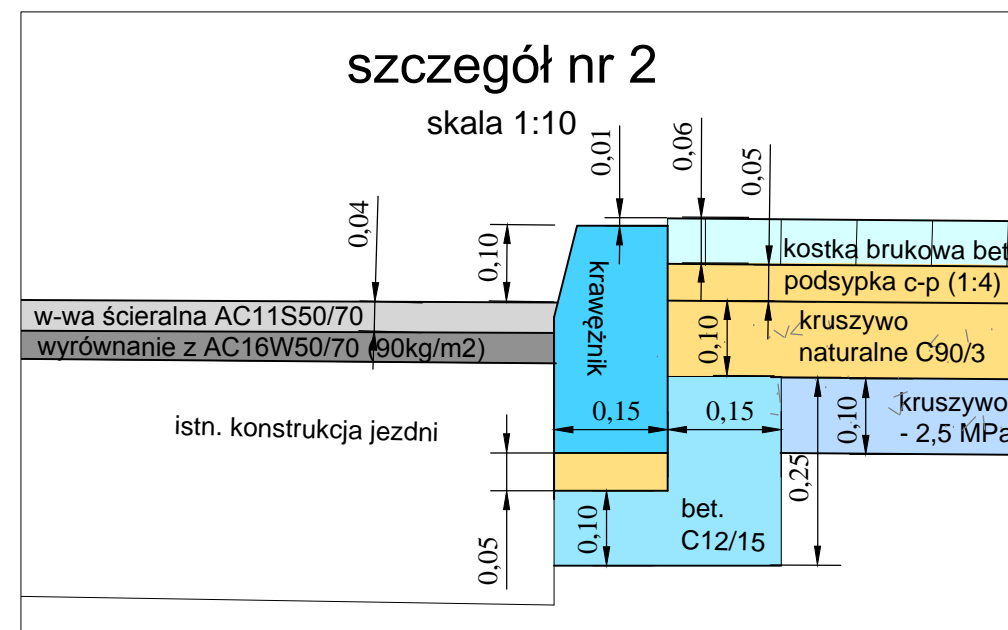 szczegół nr 2
skala 1:10
0,01
0,06
0,05
0,04
0,10
kostka brukowa bet
podsypka c-p (1:4)
w-wa ścieralna AC11S50/70
wyrównanie z AC16W50/70 (90kg/m2)
krawężnik
0,10
kruszywo
naturalne C90/3
istn. konstrukcja jezdni
0,15
0,15
0,10
kruszywo
- 2,5 MPa
0,25
0,05
0,10
bet.
C12/15